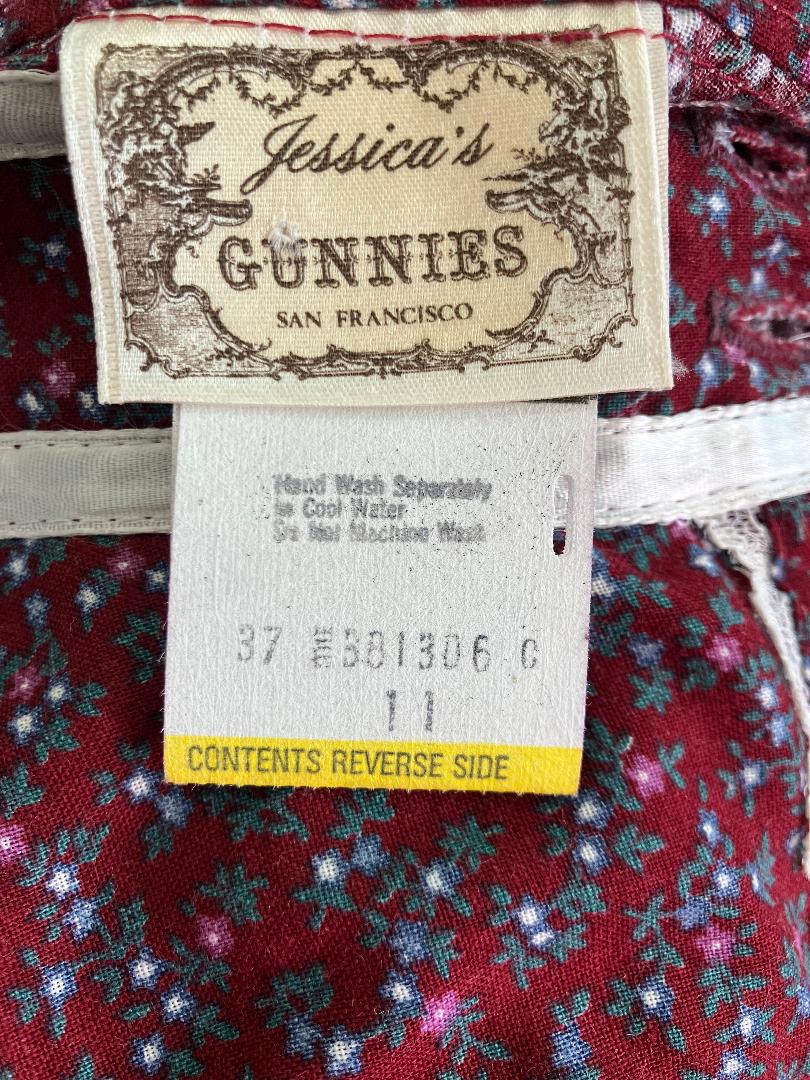 Jessica's
GUNNIES
SAN FRANCISCO
Hand Wash Separately
in Cool Water
Do Not Machine Wash
37 881306 C
11
CONTENTS REVERSE SIDE